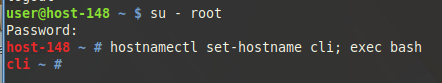 user@host-148 ~ $ su - root
Password:
host-148 ~ # hostnamectl set-hostname cli; exec bash
cli ~ #